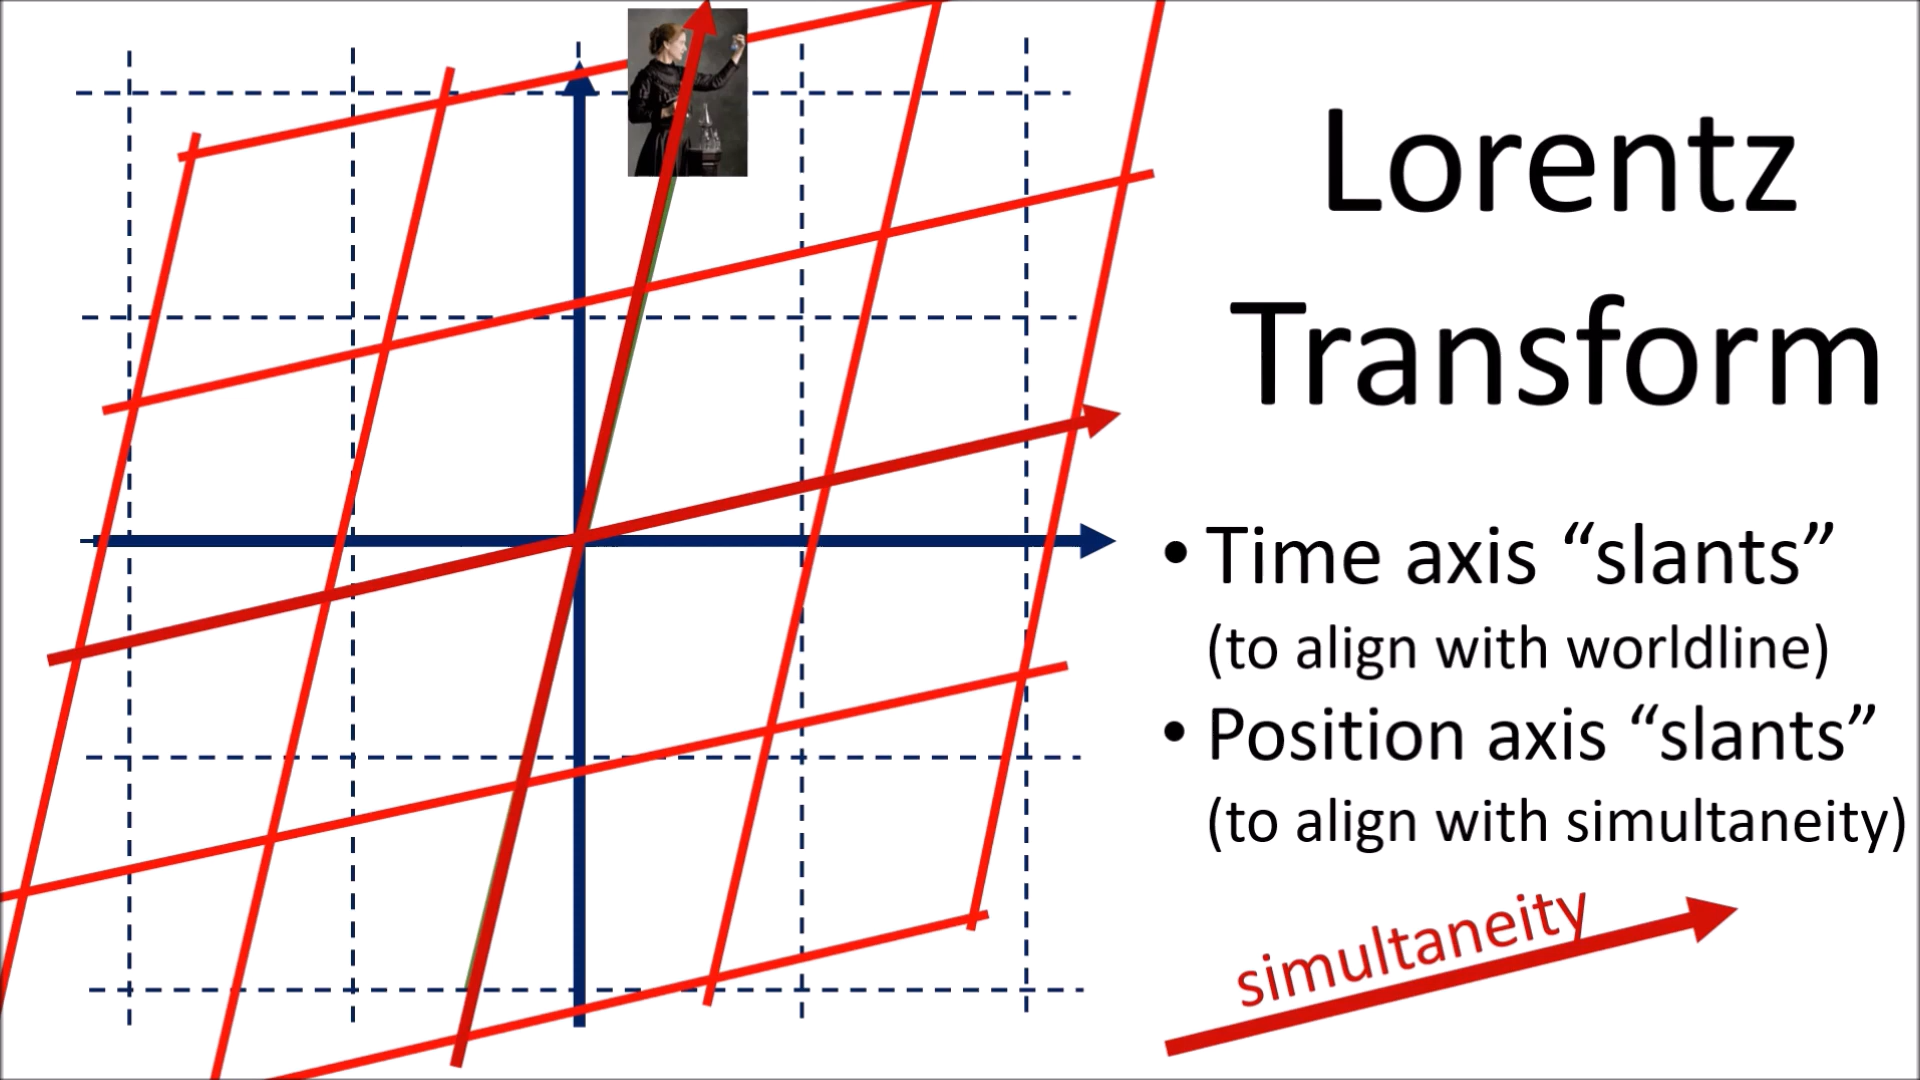 Lorentz
Transform
• Time axis “slants”
(to align with worldline)
• Position axis “slants”
(to align with simultaneity)
simultaneity